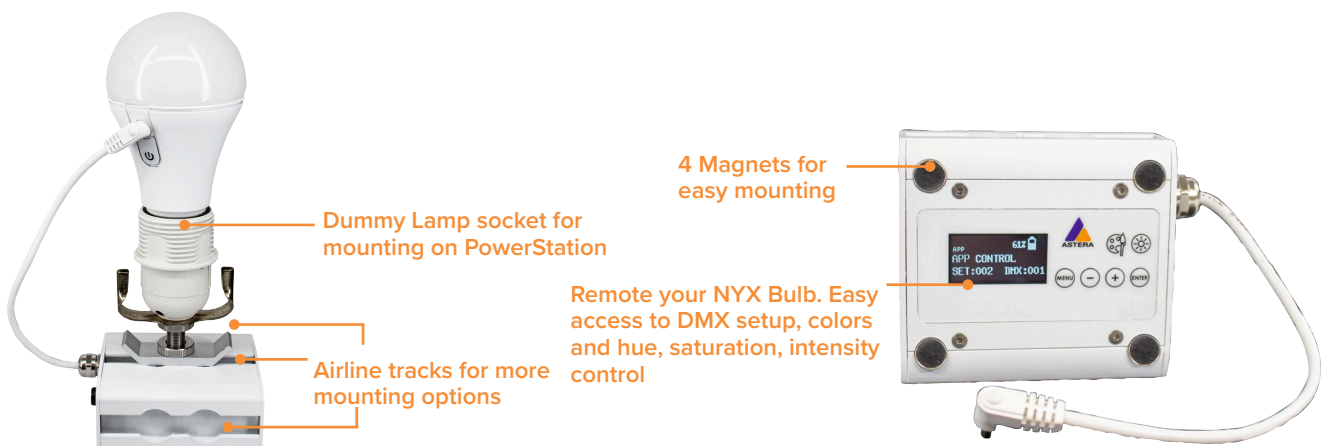 Dummy Lamp socket for
mounting on PowerStation
Airline tracks for more
mounting options
4 Magnets for
easy mounting
Remote your NYX Bulb. Easy
access to DMX setup, colors
and hue, saturation, intensity
control
APP 61%
APP CONTROL
SET:002 DMX:001
ASTERA
MENU − + ENTER